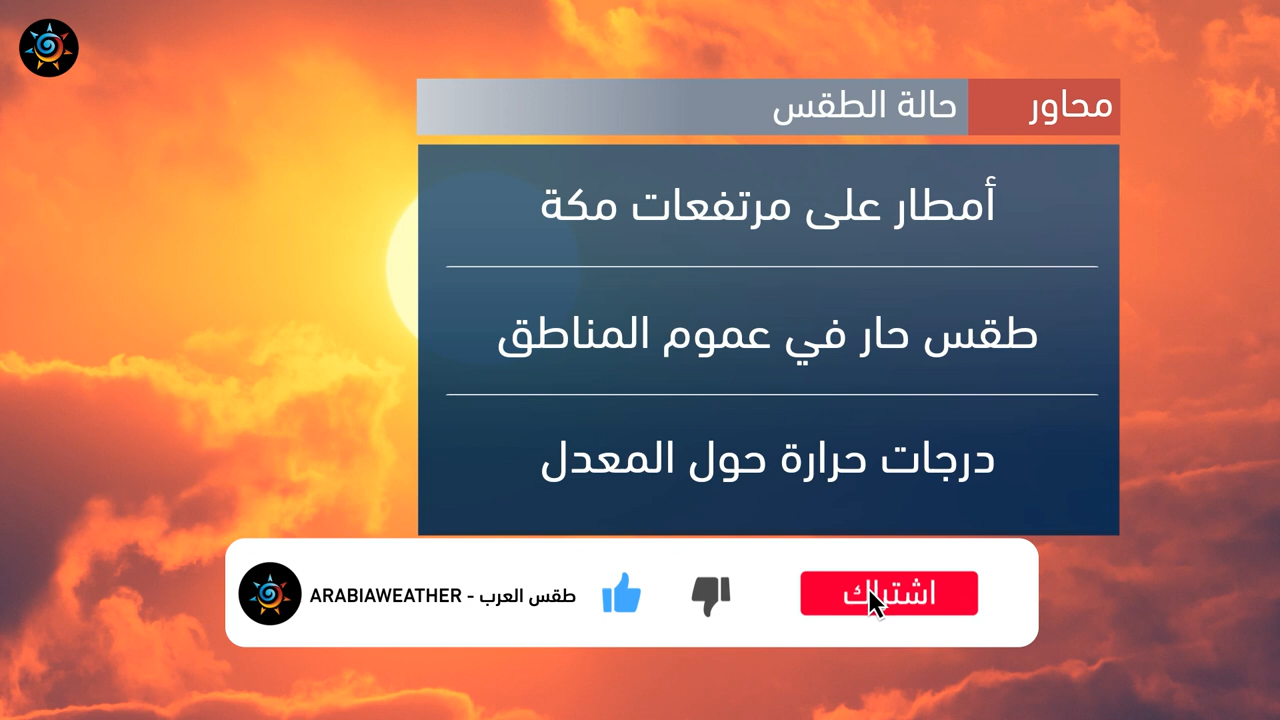 محاور
حالة الطقس
أمطار على مرتفعات مكة
طقس حار في عموم المناطق
درجات حرارة حول المعدل
ARABIAWEATHER - طقس العرب
اشتراك